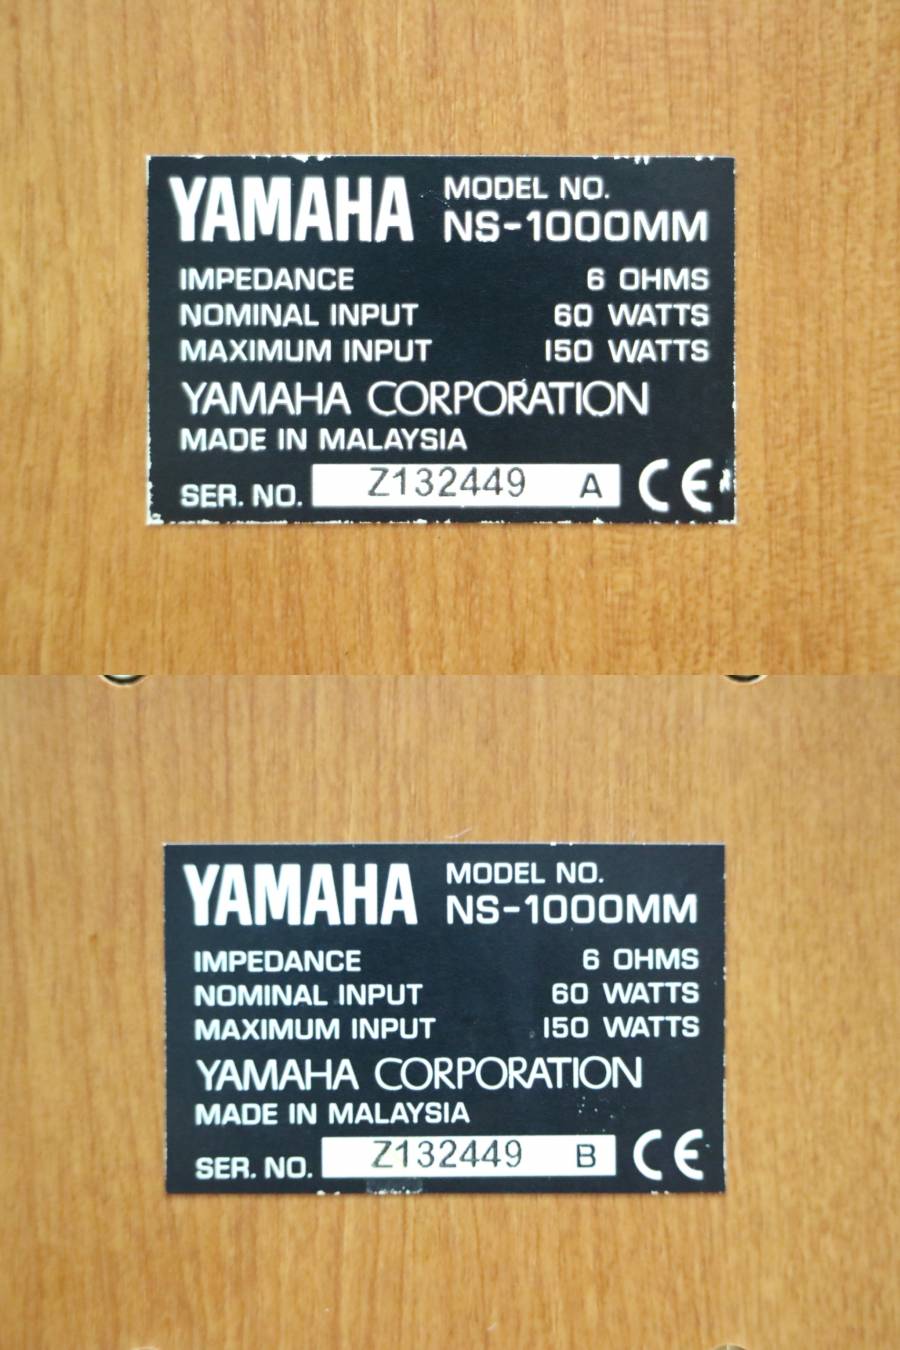 YAMAHA MODEL NO.
NS-1000MM
IMPEDANCE 6 OHMS
NOMINAL INPUT 60 WATTS
MAXIMUM INPUT 150 WATTS
YAMAHA CORPORATION
MADE IN MALAYSIA
SER. NO. Z132449 A CE
YAMAHA MODEL NO.
NS-1000MM
IMPEDANCE 6 OHMS
NOMINAL INPUT 60 WATTS
MAXIMUM INPUT 150 WATTS
YAMAHA CORPORATION
MADE IN MALAYSIA
SER. NO. Z132449 B CE